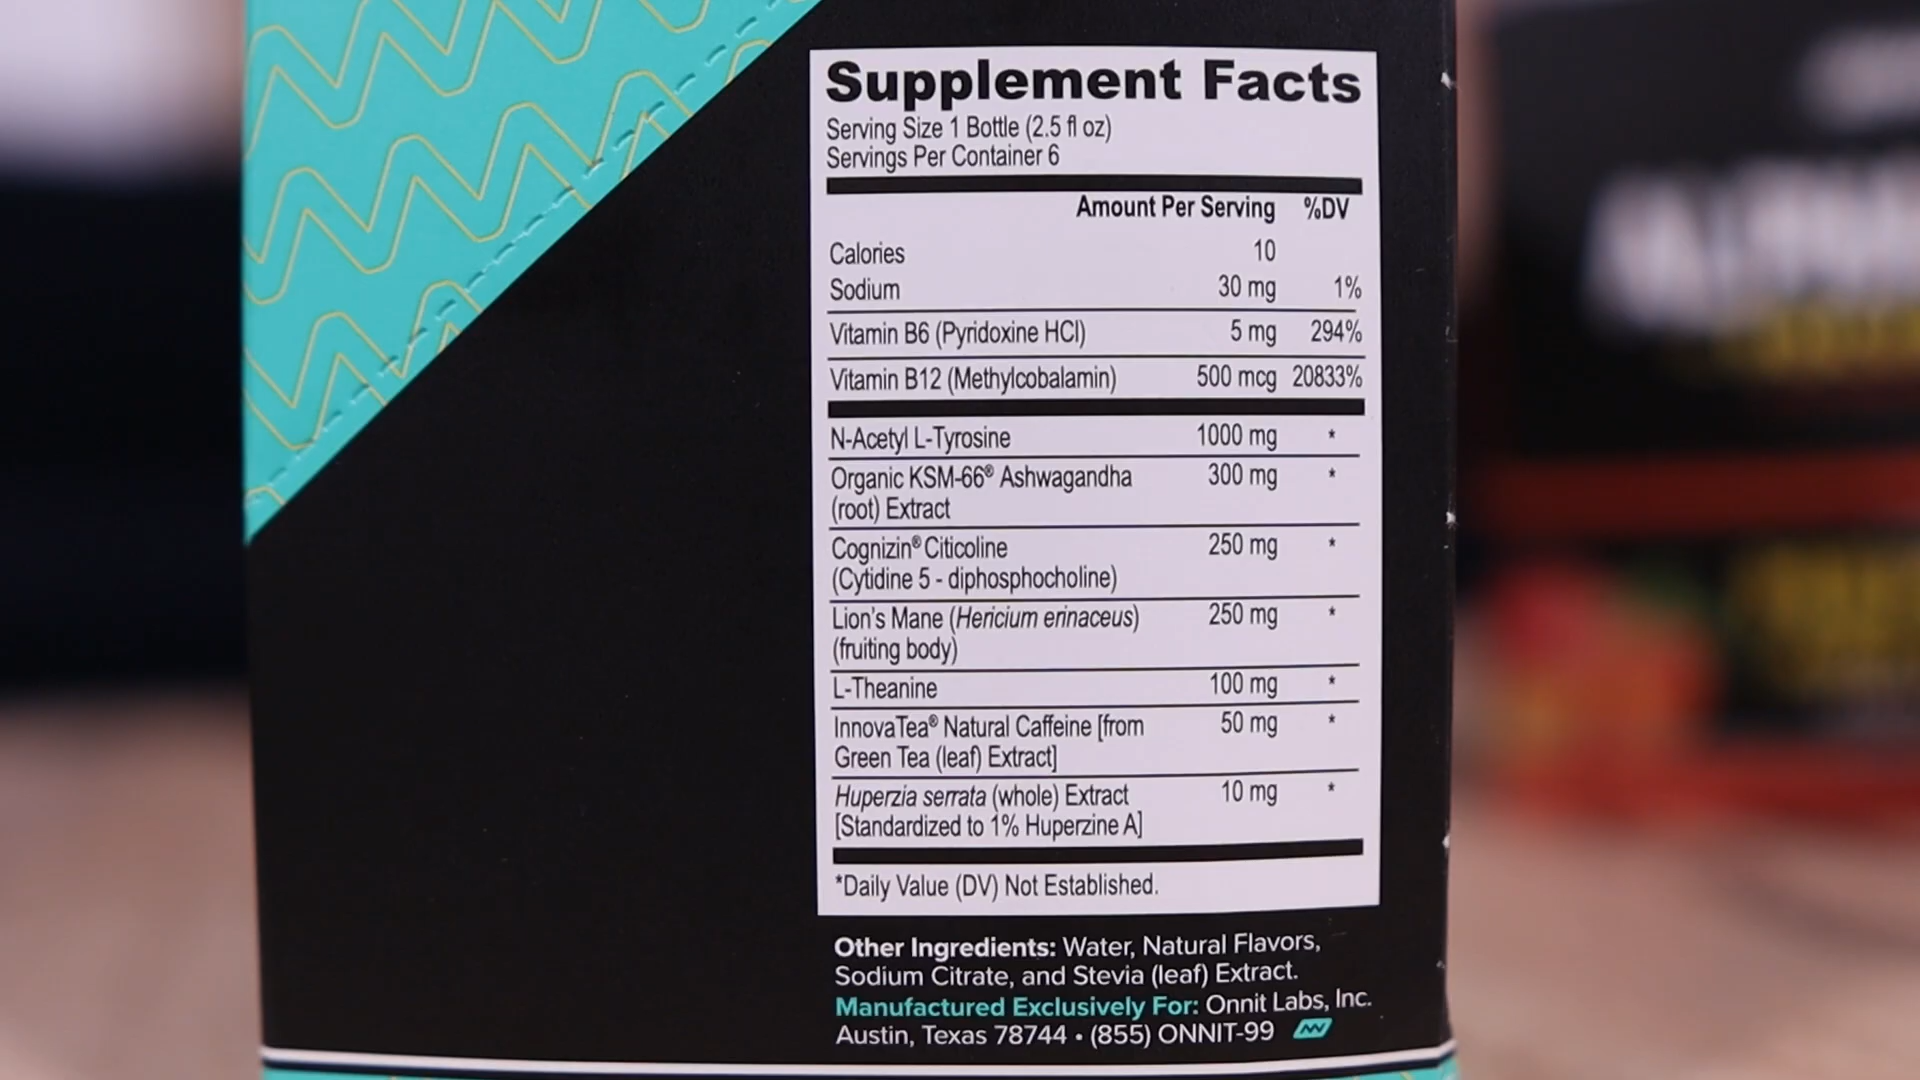 Supplement Facts
Serving Size 1 Bottle (2.5 fl oz)
Servings Per Container 6
Amount Per Serving %DV
Calories 10
Sodium 30 mg 1%
Vitamin B6 (Pyridoxine HCl) 5 mg 294%
Vitamin B12 (Methylcobalamin) 500 mcg 20833%
N-Acetyl L-Tyrosine 1000 mg *
Organic KSM-66® Ashwagandha 300 mg *
(root) Extract
Cognizin® Citicoline 250 mg *
(Cytidine 5 - diphosphocholine)
Lion's Mane (Hericium erinaceus) 250 mg *
(fruiting body)
L-Theanine 100 mg *
InnovaTea® Natural Caffeine [from 50 mg *
Green Tea (leaf) Extract]
Huperzia serrata (whole) Extract 10 mg *
[Standardized to 1% Huperzine A]
*Daily Value (DV) Not Established.
Other Ingredients: Water, Natural Flavors,
Sodium Citrate, and Stevia (leaf) Extract.
Manufactured Exclusively For: Onnit Labs, Inc.
Austin, Texas 78744 • (855) ONNIT-99